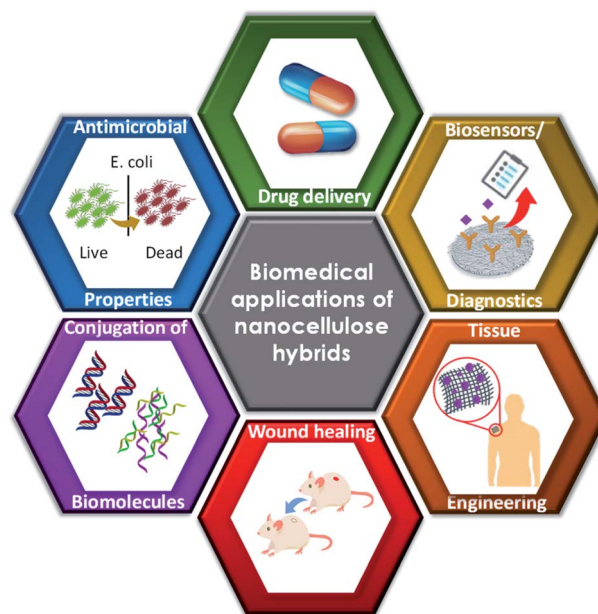 Drug delivery
Antimicrobial
E. coli
Live
Dead
Properties
Biosensors/
Diagnostics
Biomedical
applications of
nanocellulose
hybrids
Conjugation of
Biomolecules
Tissue
Engineering
Wound healing